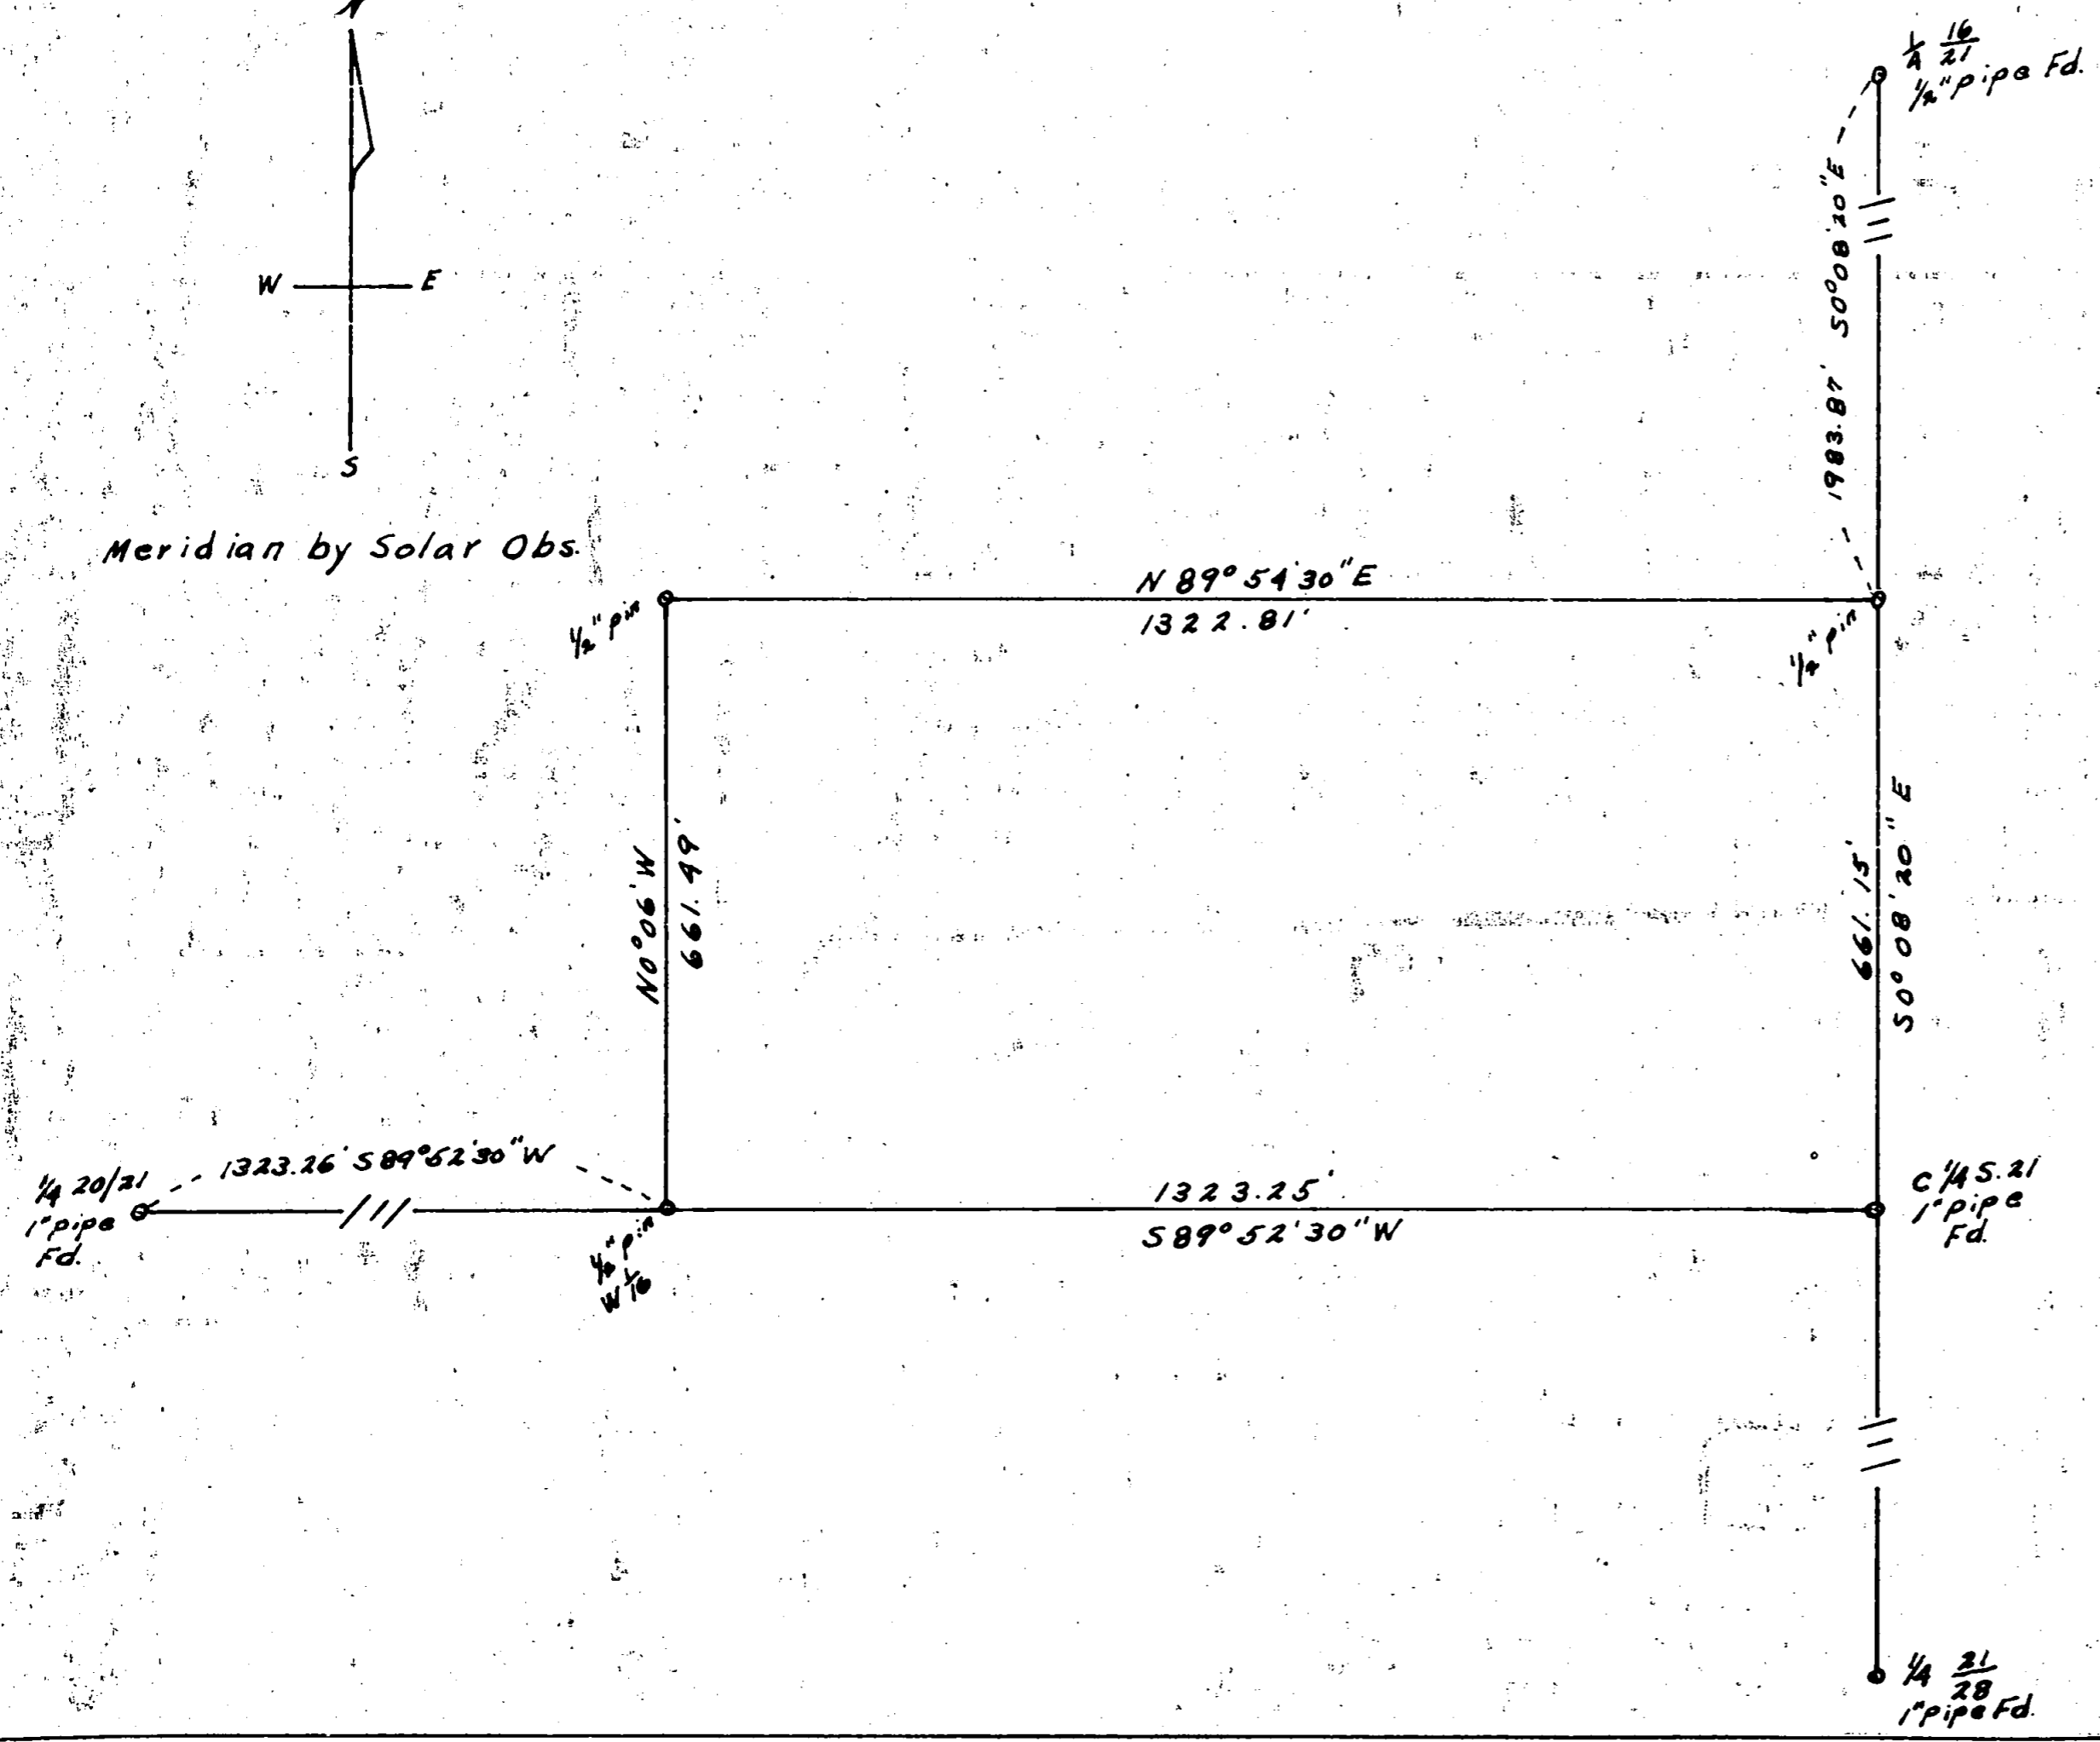 N
W E
S
Meridian by Solar Obs.
1/4 16/21
1/2" pipe Fd.
1983.87' S0°08'20"E
N 89° 54' 30" E
1322.81'
1/2" pin
1/2" pin
N0°06'W
661.49'
661.15'
S0°08'20"E
1/4 20/21
1" pipe
Fd.
1323.26' S89°52'30"W
1/2" pin
W 1/16
1323.25'
S89°52'30"W
C 1/4 S.21
1" pipe
Fd.
1/4 21/28
1" pipe Fd.